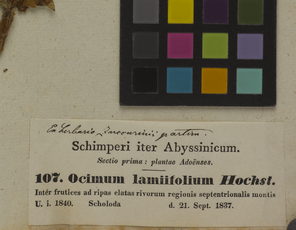 Ex herbario
Schimperi iter Abyssinicum.
Sectio prima: plantae Adoënses.
107. Ocimum lamiifolium Hochst.
Intér frutices ad ripas elatas rivorum regionis septentrionalis montis
U. i. 1840. Scholoda d. 21. Sept. 1837.